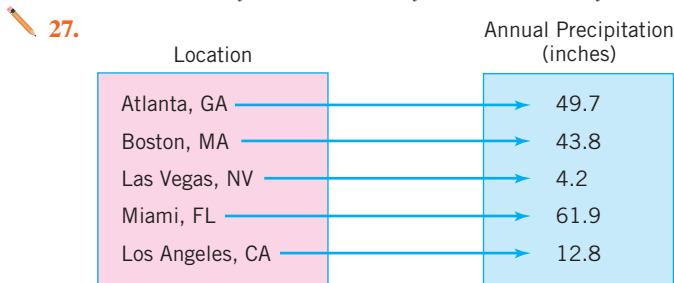 27.
Annual Precipitation
(inches)
Location
Atlanta, GA 49.7
Boston, MA 43.8
Las Vegas, NV 4.2
Miami, FL 61.9
Los Angeles, CA 12.8